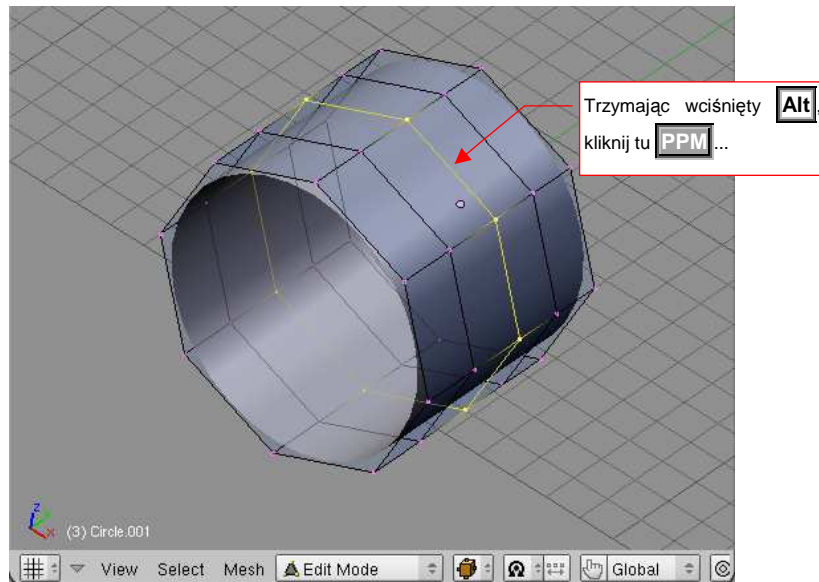 Trzymając wciśnięty Alt,
kliknij tu PPM...
z
x
(3) Circle.001
View Select Mesh Edit Mode Global